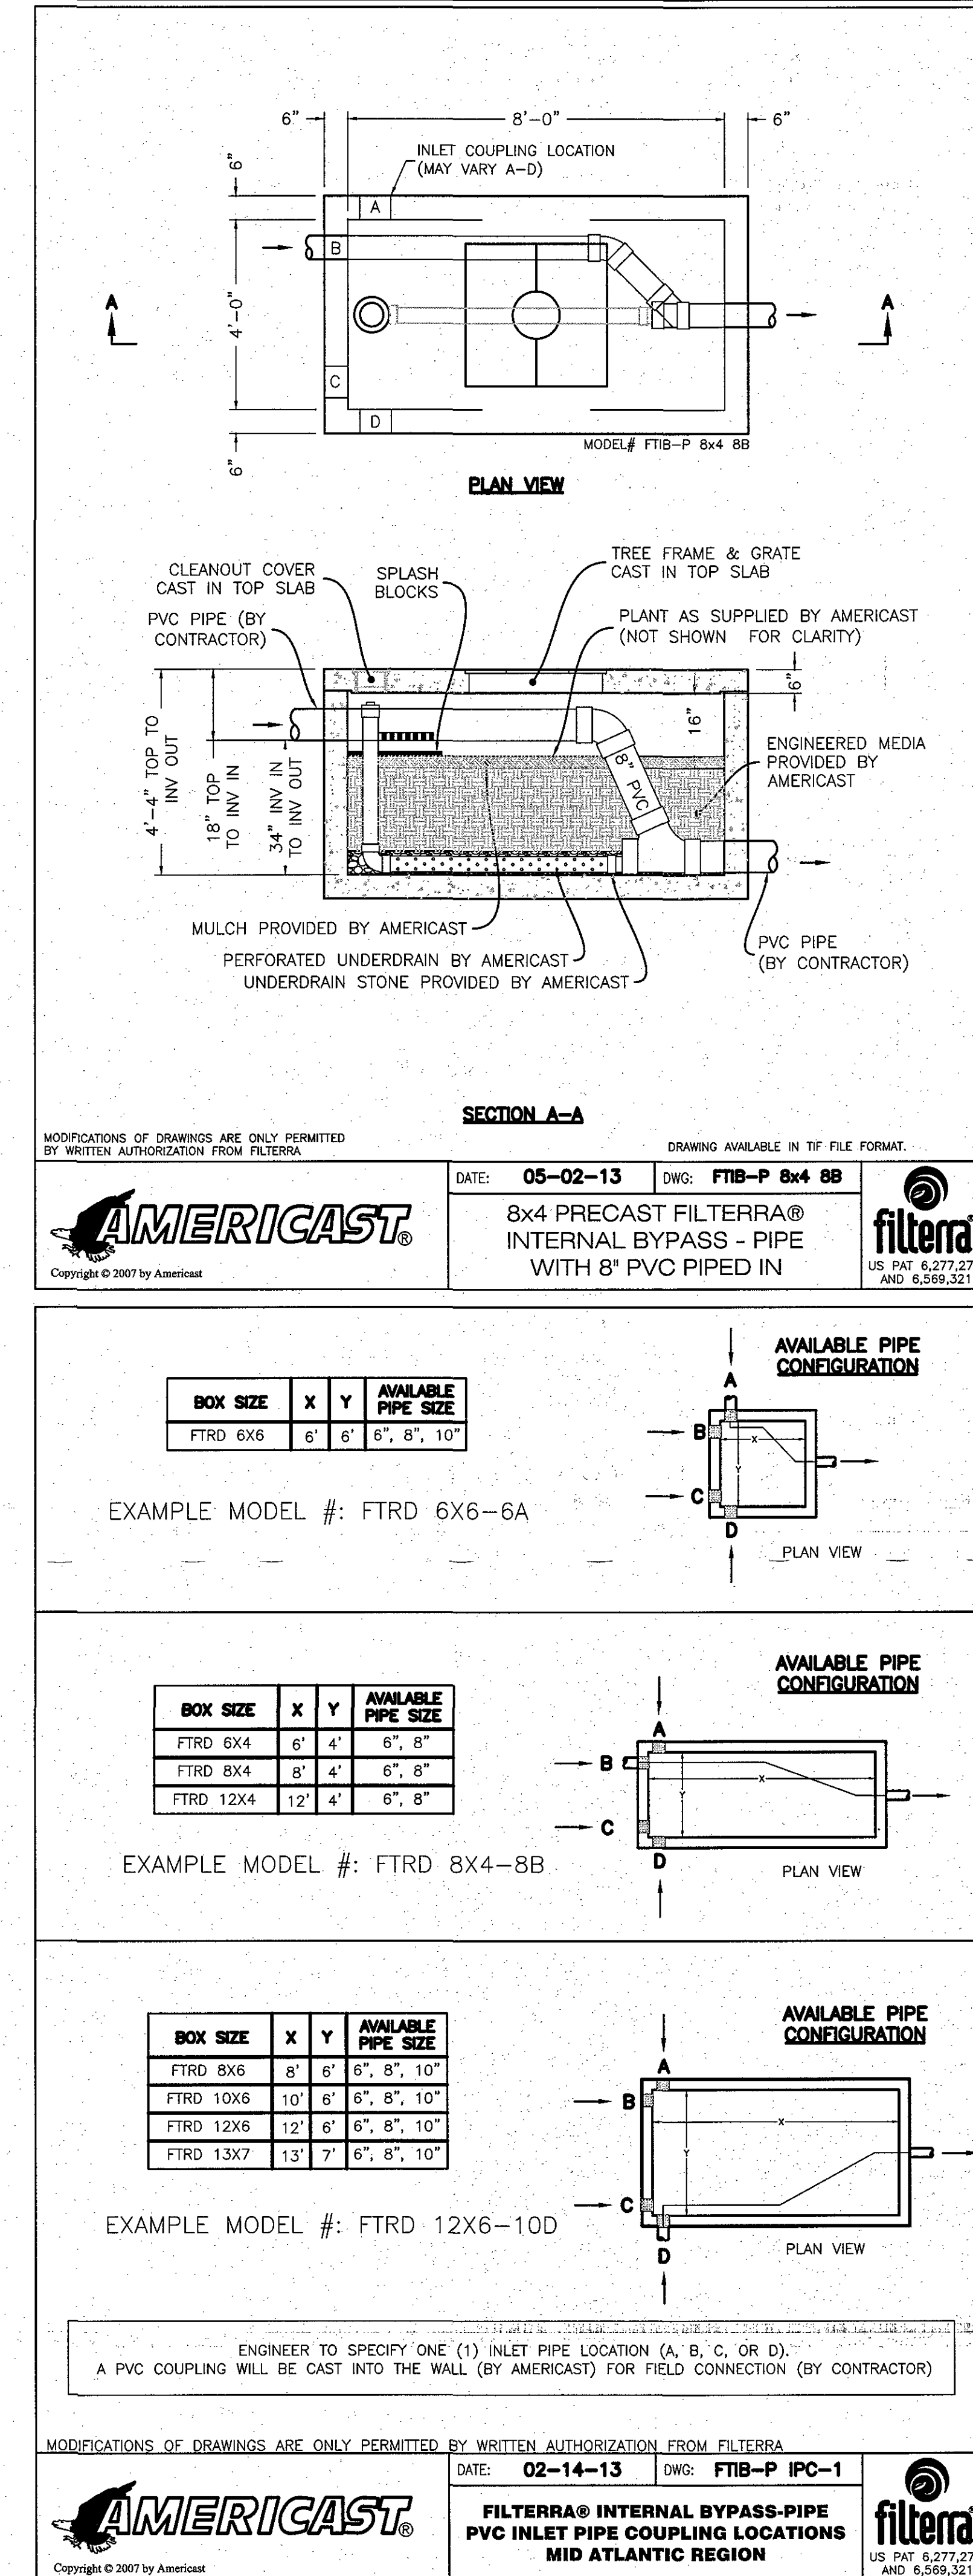 6" 8'-0" 6"
INLET COUPLING LOCATION
(MAY VARY A-D)
6"
A
B
A A
4'-0"
C
D
6"
MODEL# FTIB-P 8x4 8B
PLAN VIEW
CLEANOUT COVER
CAST IN TOP SLAB
SPLASH
BLOCKS
TREE FRAME & GRATE
CAST IN TOP SLAB
PVC PIPE (BY
CONTRACTOR)
PLANT AS SUPPLIED BY AMERICAST
(NOT SHOWN FOR CLARITY)
6"
16"
4'-4" TOP TO
INV OUT
18" TOP
TO INV IN
34" INV IN
TO INV OUT
8" PVC
ENGINEERED MEDIA
PROVIDED BY
AMERICAST
MULCH PROVIDED BY AMERICAST
PERFORATED UNDERDRAIN BY AMERICAST
UNDERDRAIN STONE PROVIDED BY AMERICAST
PVC PIPE
(BY CONTRACTOR)
SECTION A-A
MODIFICATIONS OF DRAWINGS ARE ONLY PERMITTED
BY WRITTEN AUTHORIZATION FROM FILTERRA
DRAWING AVAILABLE IN TIF FILE FORMAT.
AMERICAST®
Copyright © 2007 by Americast
DATE: 05-02-13 DWG: FTIB-P 8x4 8B
8x4 PRECAST FILTERRA®
INTERNAL BYPASS - PIPE
WITH 8" PVC PIPED IN
filterra®
US PAT 6,277,27
AND 6,569,321
AVAILABLE PIPE
CONFIGURATION
BOX SIZE X Y AVAILABLE PIPE SIZE
FTRD 6X6 6' 6' 6", 8", 10"
A
B
X
Y
C
D
EXAMPLE MODEL #: FTRD 6X6-6A
PLAN VIEW
AVAILABLE PIPE
CONFIGURATION
BOX SIZE X Y AVAILABLE PIPE SIZE
FTRD 6X4 6' 4' 6", 8"
FTRD 8X4 8' 4' 6", 8"
FTRD 12X4 12' 4' 6", 8"
A
B
X
Y
C
D
EXAMPLE MODEL #: FTRD 8X4-8B
PLAN VIEW
AVAILABLE PIPE
CONFIGURATION
BOX SIZE X Y AVAILABLE PIPE SIZE
FTRD 8X6 8' 6' 6", 8", 10"
FTRD 10X6 10' 6' 6", 8", 10"
FTRD 12X6 12' 6' 6", 8", 10"
FTRD 13X7 13' 7' 6", 8", 10"
A
B
X
Y
C
D
EXAMPLE MODEL #: FTRD 12X6-10D
PLAN VIEW
ENGINEER TO SPECIFY ONE (1) INLET PIPE LOCATION (A, B, C, OR D).
A PVC COUPLING WILL BE CAST INTO THE WALL (BY AMERICAST) FOR FIELD CONNECTION (BY CONTRACTOR)
MODIFICATIONS OF DRAWINGS ARE ONLY PERMITTED BY WRITTEN AUTHORIZATION FROM FILTERRA
AMERICAST®
Copyright © 2007 by Americast
DATE: 02-14-13 DWG: FTIB-P IPC-1
FILTERRA® INTERNAL BYPASS-PIPE
PVC INLET PIPE COUPLING LOCATIONS
MID ATLANTIC REGION
filterra®
US PAT 6,277,27
AND 6,569,321